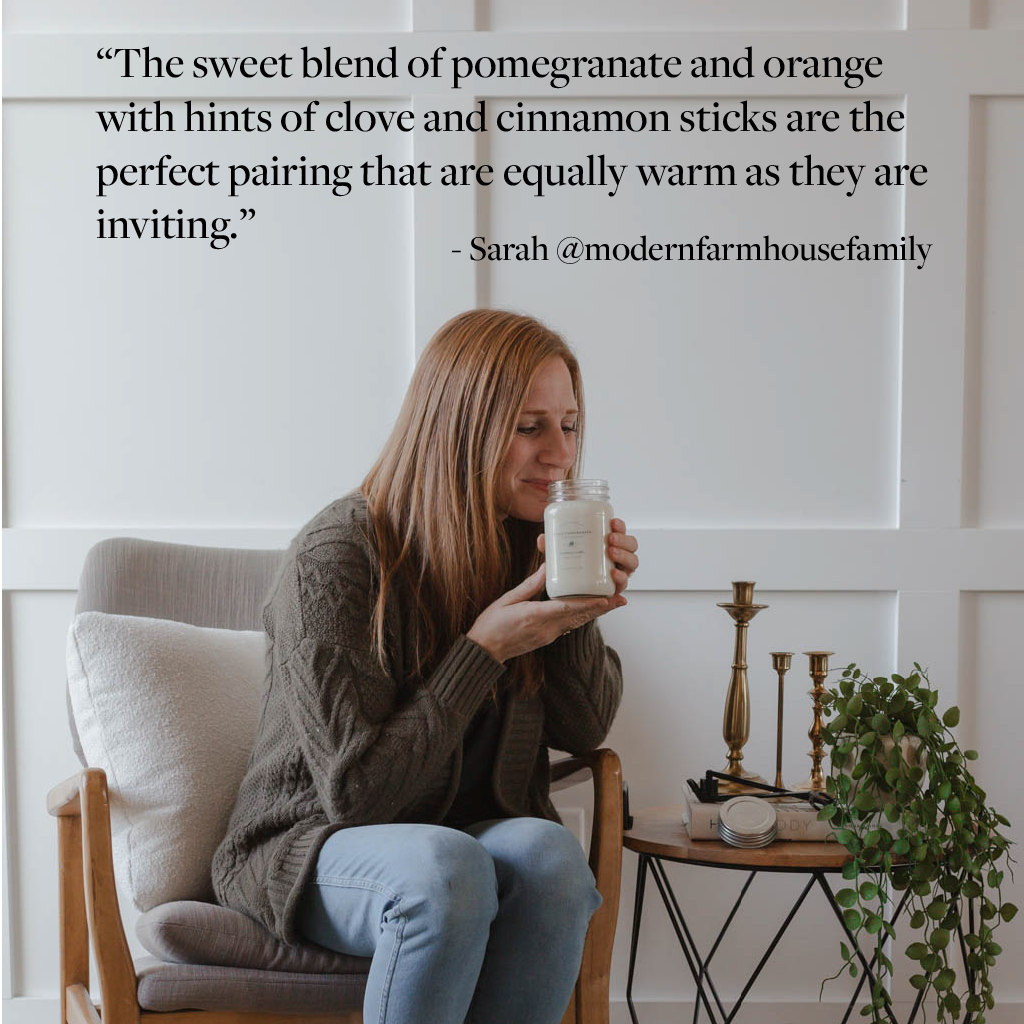 “The sweet blend of pomegranate and orange
with hints of clove and cinnamon sticks are the
perfect pairing that are equally warm as they are
inviting.”
- Sarah @modernfarmhousefamily